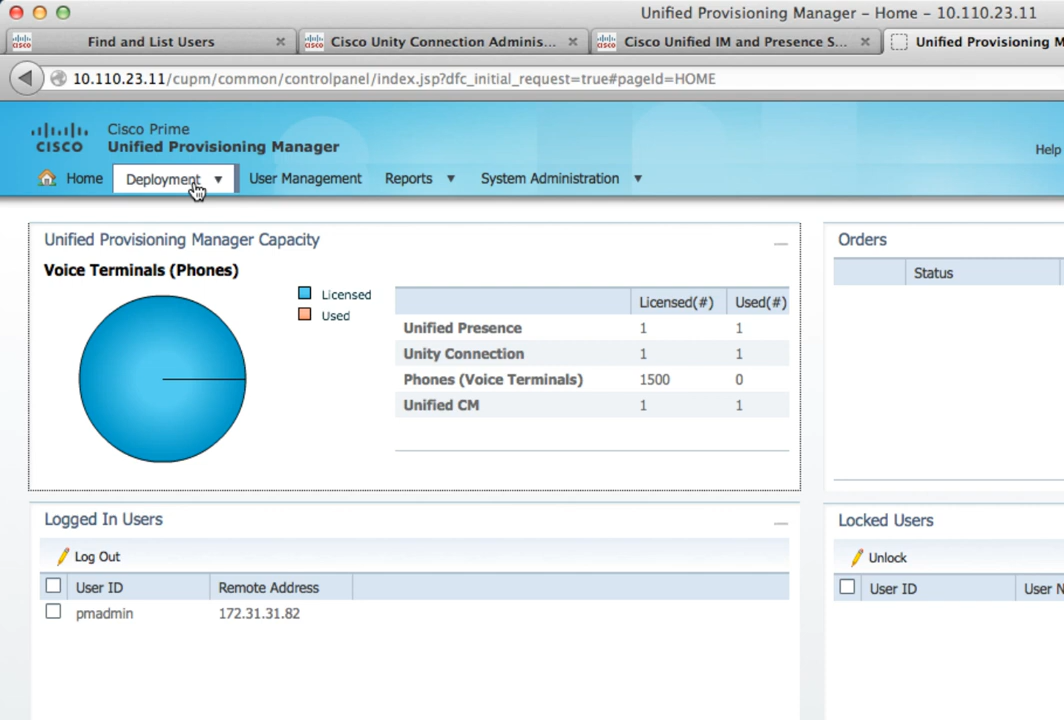 Unified Provisioning Manager – Home – 10.110.23.11
Find and List Users
Cisco Unity Connection Adminis...
Cisco Unified IM and Presence S...
Unified Provisioning M
10.110.23.11/cupm/common/controlpanel/index.jsp?dfc_initial_request=true#pageId=HOME
CISCO
Cisco Prime
Unified Provisioning Manager
Help
Home
Deployment
User Management
Reports
System Administration
Unified Provisioning Manager Capacity
Voice Terminals (Phones)
Licensed
Used
Licensed(#) Used(#)
Unified Presence 1 1
Unity Connection 1 1
Phones (Voice Terminals) 1500 0
Unified CM 1 1
Orders
Status
Logged In Users
Log Out
User ID Remote Address
pmadmin 172.31.31.82
Locked Users
Unlock
User ID User N